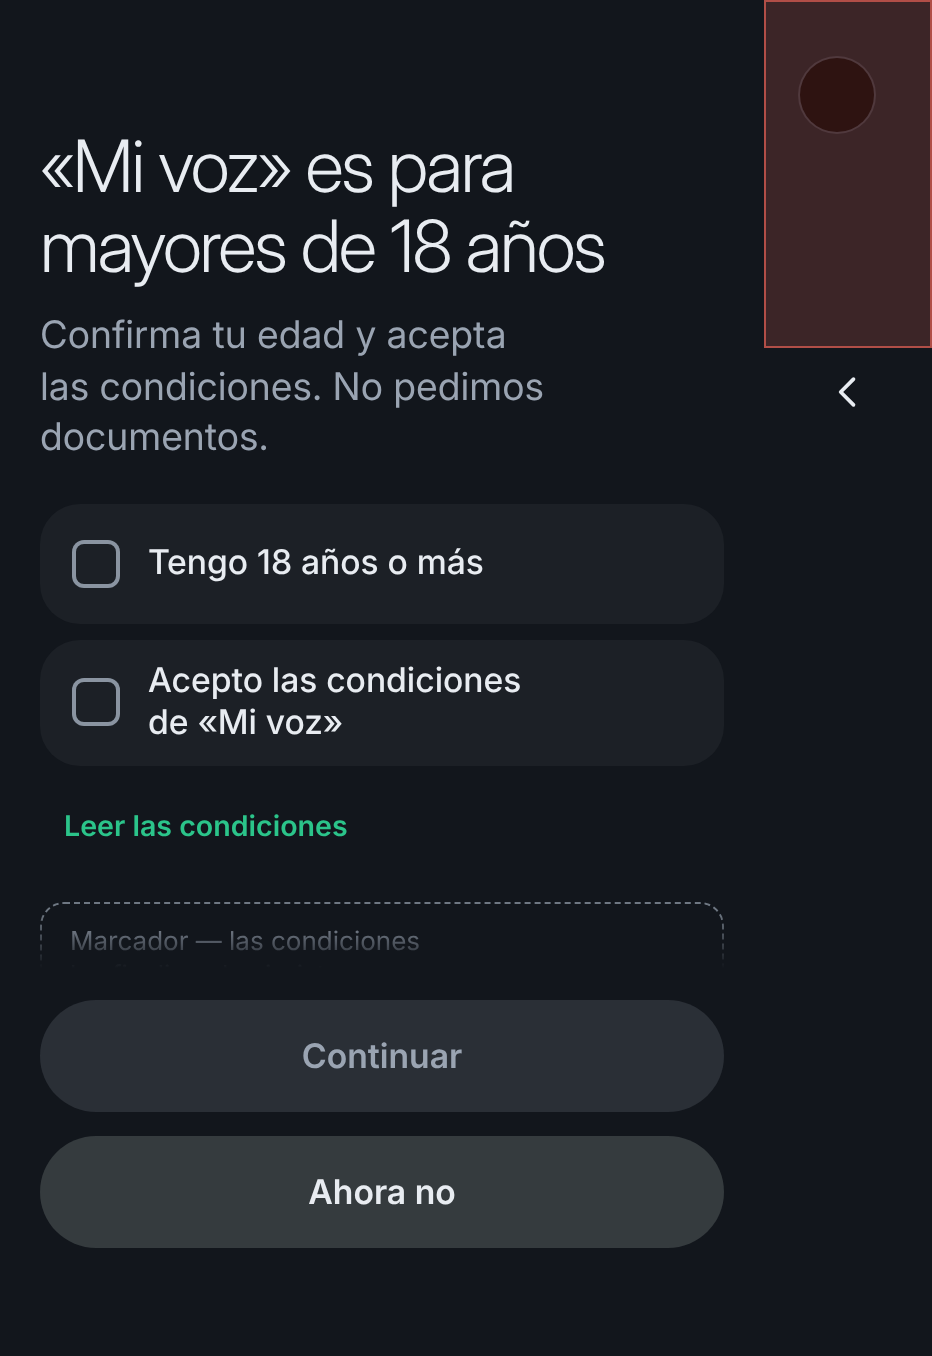 «Mi voz» es para
mayores de 18 años
Confirma tu edad y acepta
las condiciones. No pedimos
documentos.
Tengo 18 años o más
Acepto las condiciones
de «Mi voz»
Leer las condiciones
Marcador — las condiciones
Continuar
Ahora no